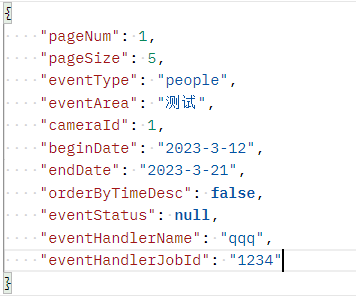 {
"pageNum": 1,
"pageSize": 5,
"eventType": "people",
"eventArea": "测试",
"cameraId": 1,
"beginDate": "2023-3-12",
"endDate": "2023-3-21",
"orderByTimeDesc": false,
"eventStatus": null,
"eventHandlerName": "qqq",
"eventHandlerJobId": "1234"
}